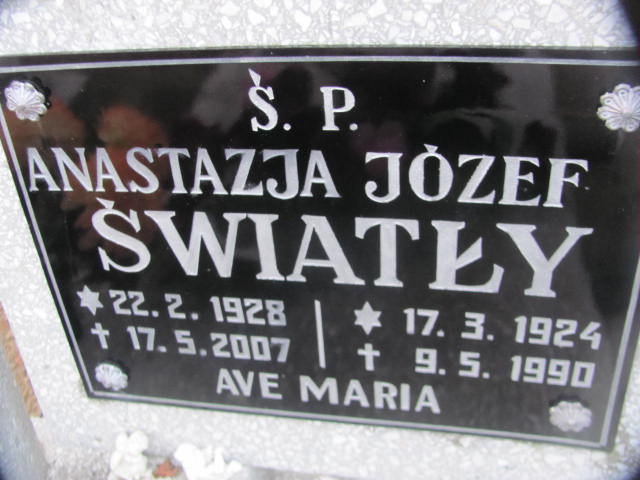 Ś. P.
ANASTAZJA JÓZEF
ŚWIATŁY
22. 2. 1928 17. 3. 1924
✝ 17. 5. 2007 ✝ 9. 5. 1990
AVE MARIA